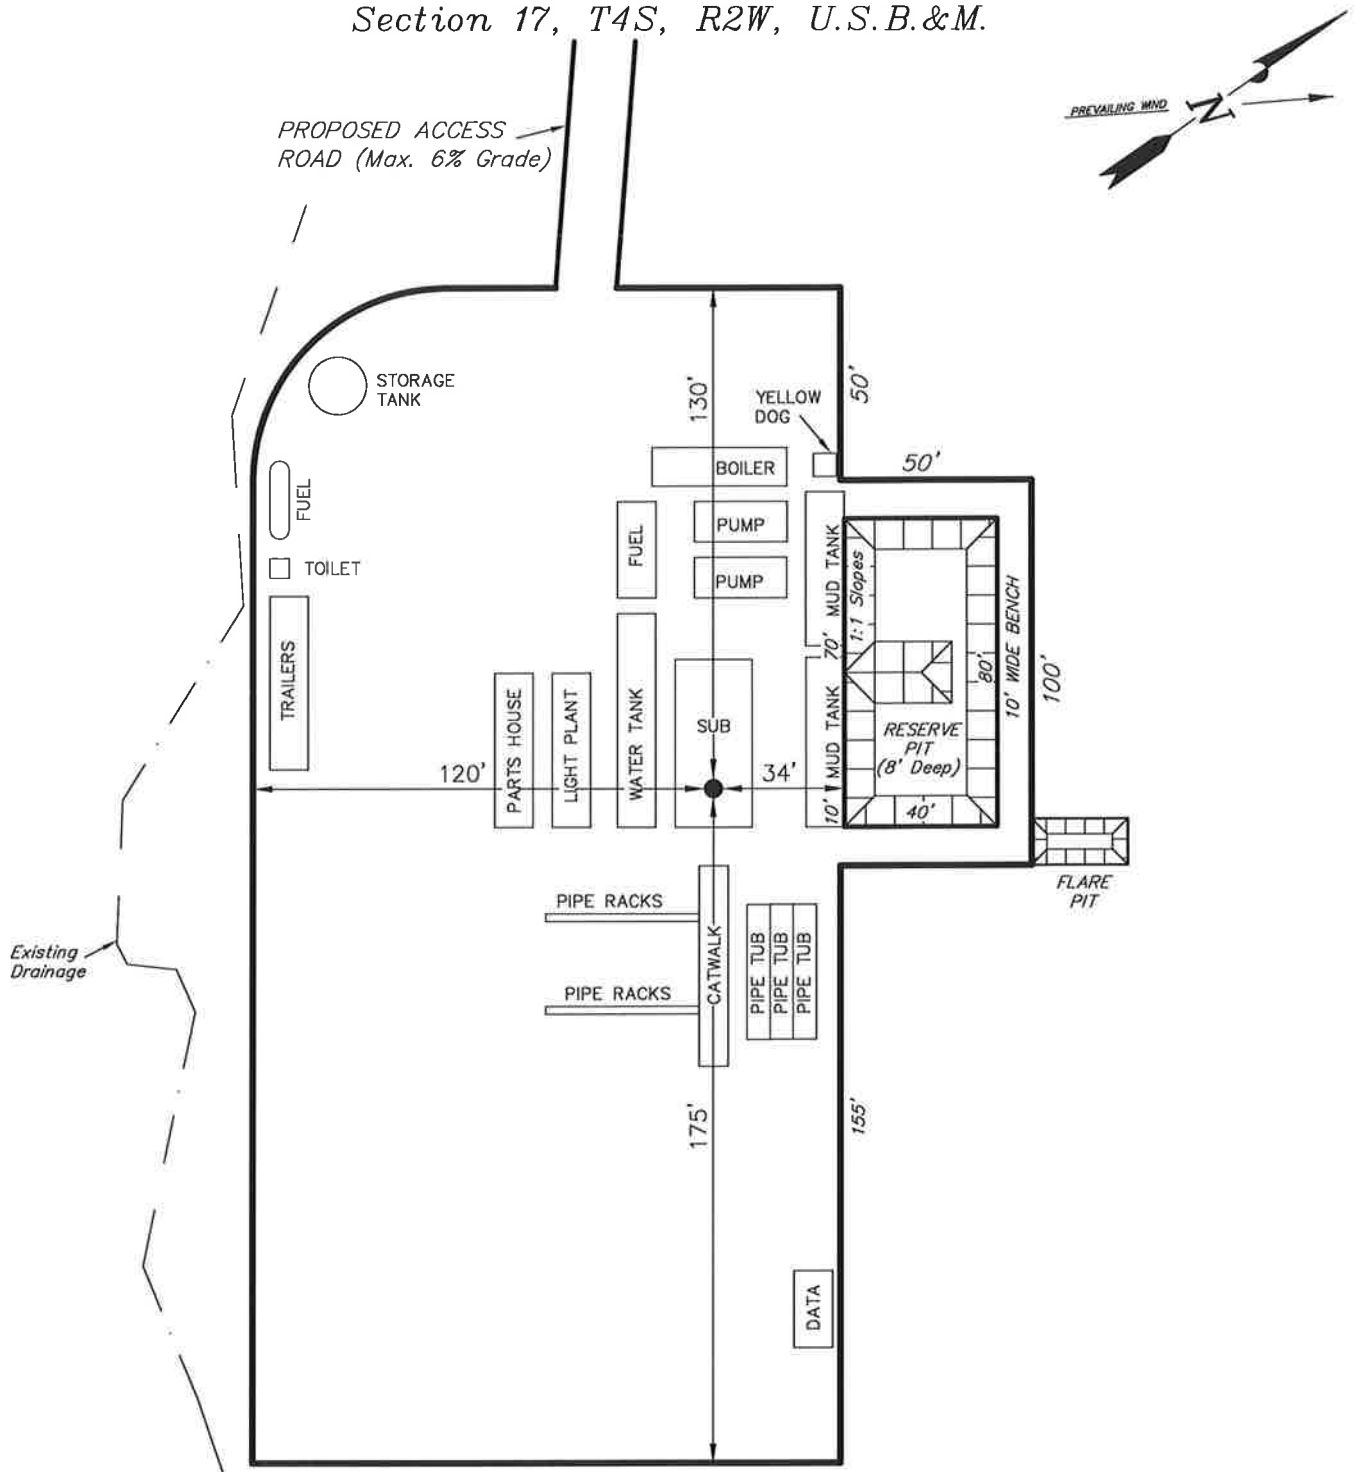 Section 17, T4S, R2W, U.S.B.&M.
PREVAILING WIND
N
PROPOSED ACCESS
ROAD (Max. 6% Grade)
STORAGE
TANK
130'
YELLOW
DOG
50'
50'
BOILER
FUEL
PUMP
FUEL
PUMP
MUD TANK
1:1 Slopes
TOILET
70'
10' WIDE BENCH
80'
100'
TRAILERS
PARTS HOUSE
LIGHT PLANT
WATER TANK
SUB
MUD TANK
RESERVE
PIT
(8' Deep)
120'
34'
10'
40'
FLARE
PIT
PIPE RACKS
CATWALK
PIPE TUB
PIPE TUB
PIPE TUB
Existing
Drainage
PIPE RACKS
175'
155'
DATA